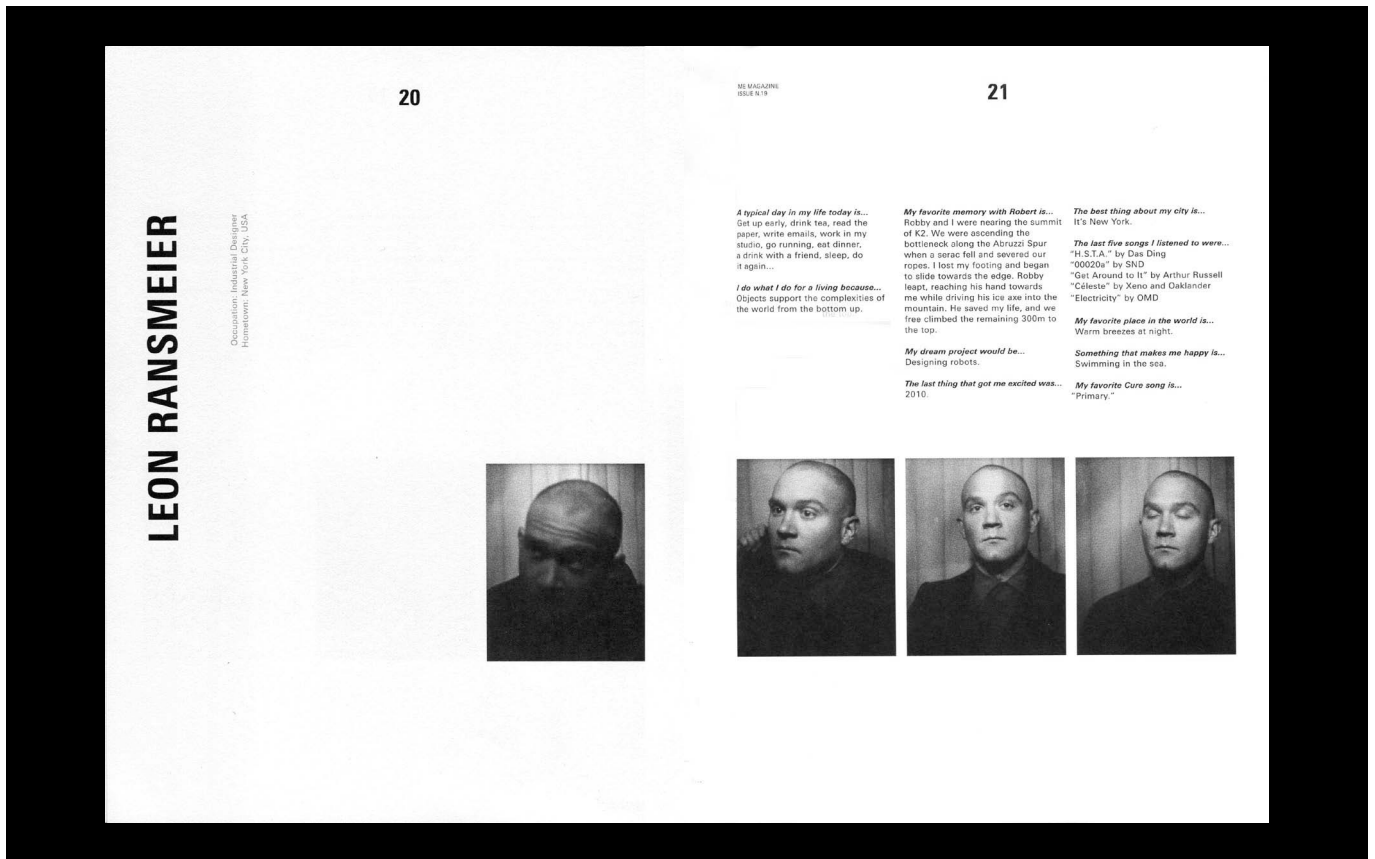 20
LEON RANSMEIER
Occupation: Industrial Designer
Hometown: New York City, USA
ME MAGAZINE
ISSUE N.19
21
A typical day in my life today is...
Get up early, drink tea, read the
paper, write emails, work in my
studio, go running, eat dinner,
a drink with a friend, sleep, do
it again...
I do what I do for a living because...
Objects support the complexities of
the world from the bottom up.
My favorite memory with Robert is...
Robby and I were nearing the summit
of K2. We were ascending the
bottleneck along the Abruzzi Spur
when a serac fell and severed our
ropes. I lost my footing and began
to slide towards the edge. Robby
leapt, reaching his hand towards
me while driving his ice axe into the
mountain. He saved my life, and we
free climbed the remaining 300m to
the top.
My dream project would be...
Designing robots.
The last thing that got me excited was...
2010.
The best thing about my city is...
It's New York.
The last five songs I listened to were...
"H.S.T.A." by Das Ding
"00020a" by SND
"Get Around to It" by Arthur Russell
"Céleste" by Xeno and Oaklander
"Electricity" by OMD
My favorite place in the world is...
Warm breezes at night.
Something that makes me happy is...
Swimming in the sea.
My favorite Cure song is...
"Primary."